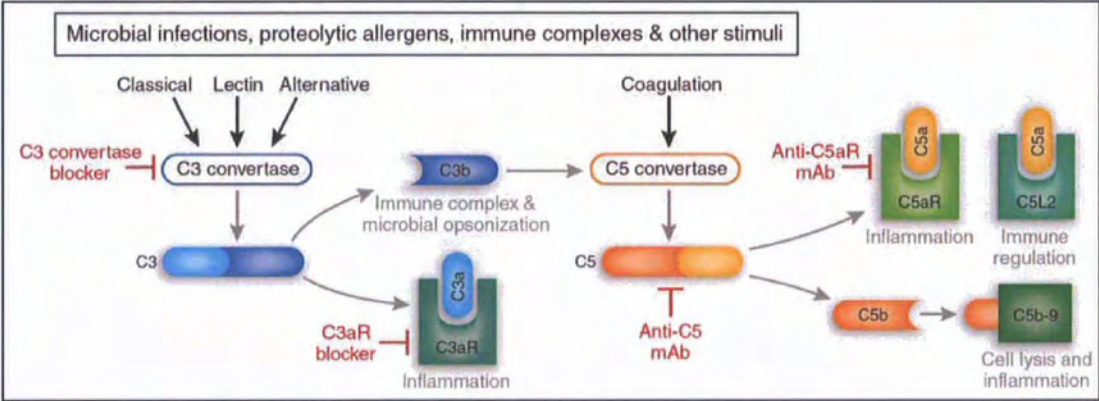 Microbial infections, proteolytic allergens, immune complexes & other stimuli
Classical Lectin Alternative
Coagulation
C3 convertase
blocker
C3 convertase
C3b
Immune complex &
microbial opsonization
C5 convertase
Anti-C5aR
mAb
C5a
C5aR
Inflammation
C5a
C5L2
Immune
regulation
C3
C3a
C3aR
Inflammation
C3aR
blocker
C5
Anti-C5
mAb
C5b
C5b-9
Cell lysis and
inflammation